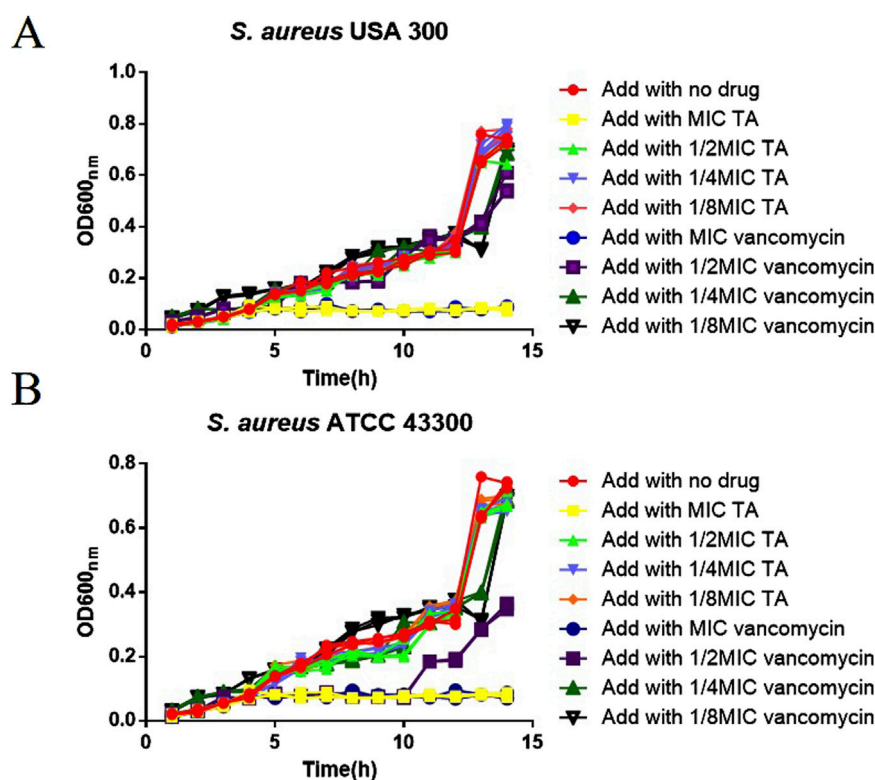 A
S. aureus USA 300
1.0
0.8
0.6
0.4
0.2
0.0
OD600nm
0 5 10 15
Time(h)
Add with no drug
Add with MIC TA
Add with 1/2MIC TA
Add with 1/4MIC TA
Add with 1/8MIC TA
Add with MIC vancomycin
Add with 1/2MIC vancomycin
Add with 1/4MIC vancomycin
Add with 1/8MIC vancomycin
B
S. aureus ATCC 43300
0.8
0.6
0.4
0.2
0.0
OD600nm
0 5 10 15
Time(h)
Add with no drug
Add with MIC TA
Add with 1/2MIC TA
Add with 1/4MIC TA
Add with 1/8MIC TA
Add with MIC vancomycin
Add with 1/2MIC vancomycin
Add with 1/4MIC vancomycin
Add with 1/8MIC vancomycin